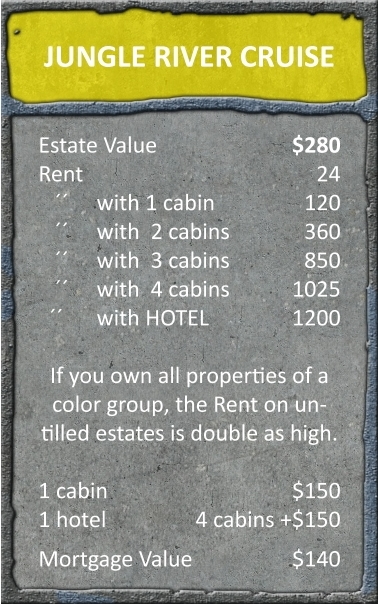 JUNGLE RIVER CRUISE
Estate Value $280
Rent 24
´´ with 1 cabin 120
´´ with 2 cabins 360
´´ with 3 cabins 850
´´ with 4 cabins 1025
´´ with HOTEL 1200
If you own all properties of a
color group, the Rent on un-
tilled estates is double as high.
1 cabin $150
1 hotel 4 cabins +$150
Mortgage Value $140